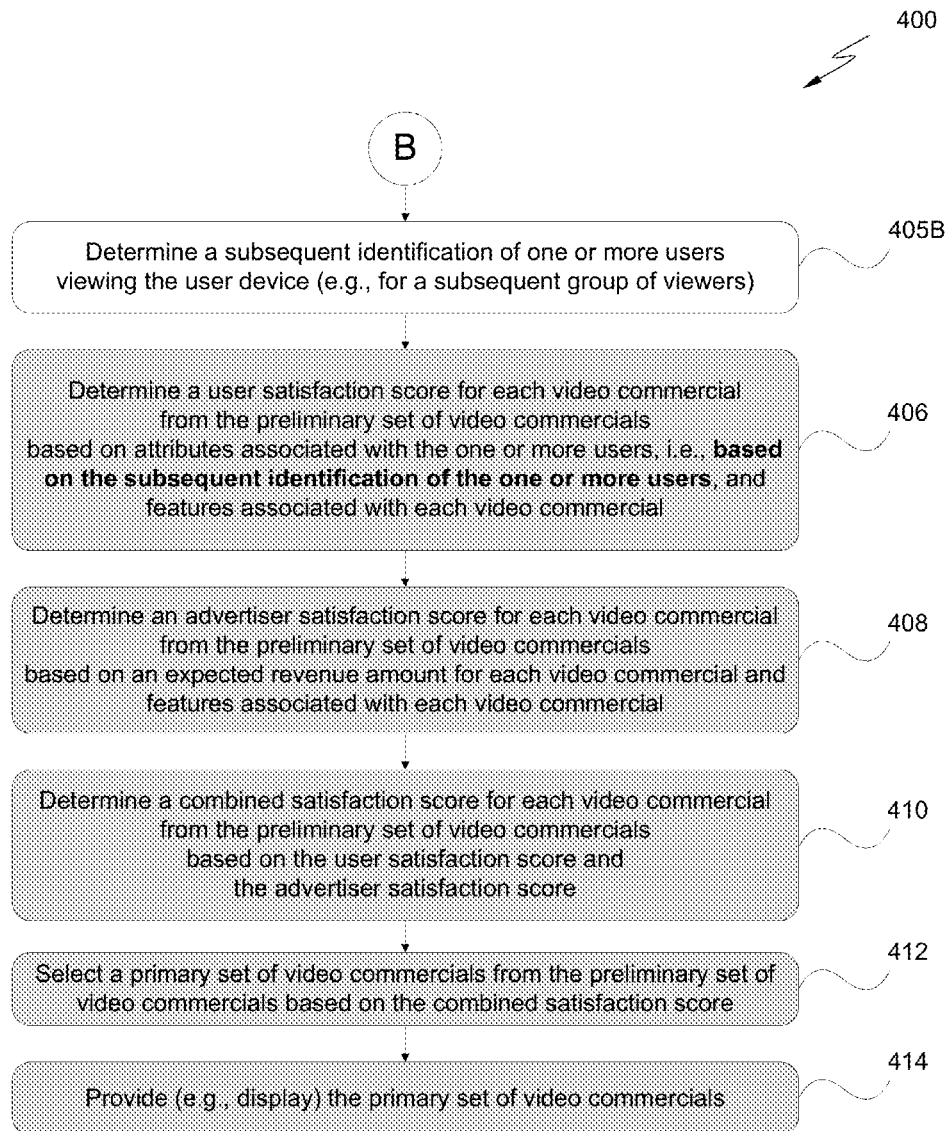 400
B
405B
Determine a subsequent identification of one or more users
viewing the user device (e.g., for a subsequent group of viewers)
406
Determine a user satisfaction score for each video commercial
from the preliminary set of video commercials
based on attributes associated with the one or more users, i.e., based
on the subsequent identification of the one or more users, and
features associated with each video commercial
408
Determine an advertiser satisfaction score for each video commercial
from the preliminary set of video commercials
based on an expected revenue amount for each video commercial and
features associated with each video commercial
410
Determine a combined satisfaction score for each video commercial
from the preliminary set of video commercials
based on the user satisfaction score and
the advertiser satisfaction score
412
Select a primary set of video commercials from the preliminary set of
video commercials based on the combined satisfaction score
414
Provide (e.g., display) the primary set of video commercials